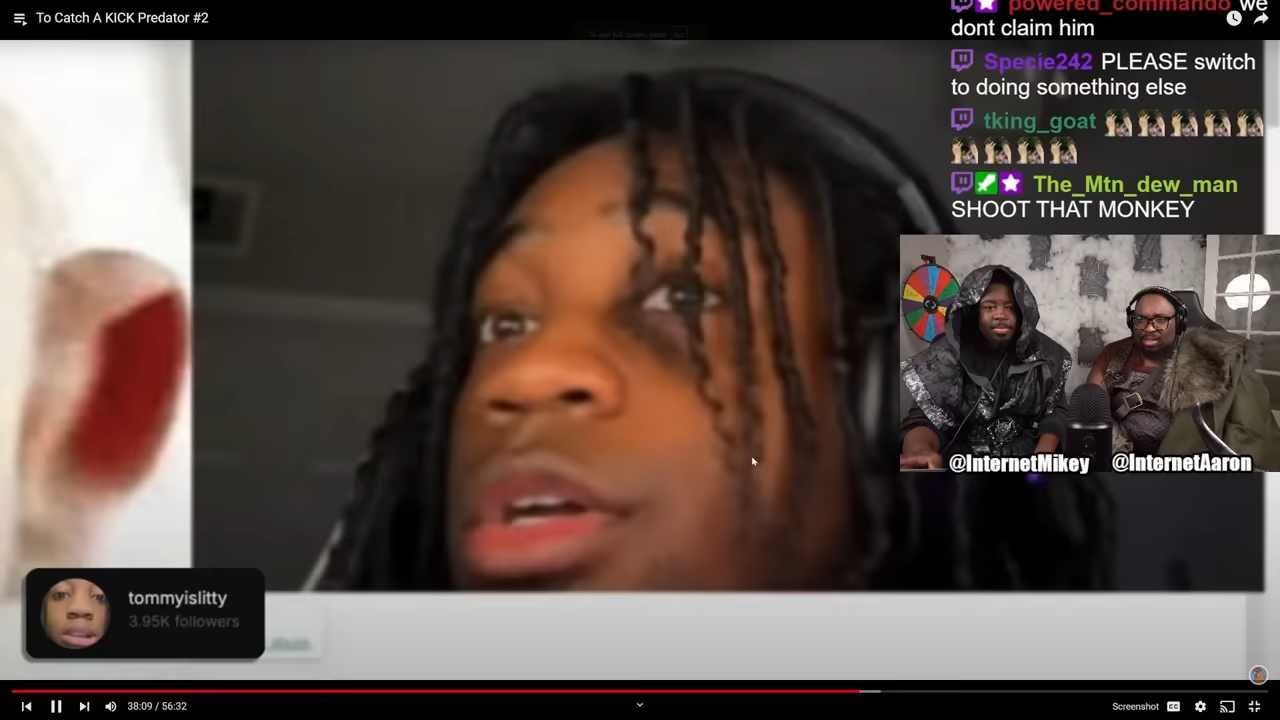 To Catch A KICK Predator #2
powered_commando we
dont claim him
Specie242 PLEASE switch
to doing something else
tking_goat
The_Mtn_dew_man
SHOOT THAT MONKEY
@InternetMikey @InternetAaron
tommyislitty
3.95K followers
38:09 / 56:32
Screenshot
CC